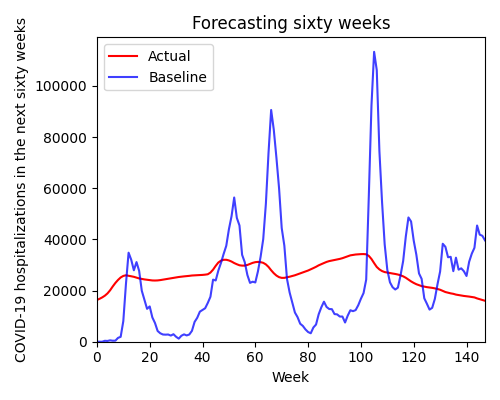 Forecasting sixty weeks
COVID-19 hospitalizations in the next sixty weeks
100000
80000
60000
40000
20000
0
Actual
Baseline
0 20 40 60 80 100 120 140
Week